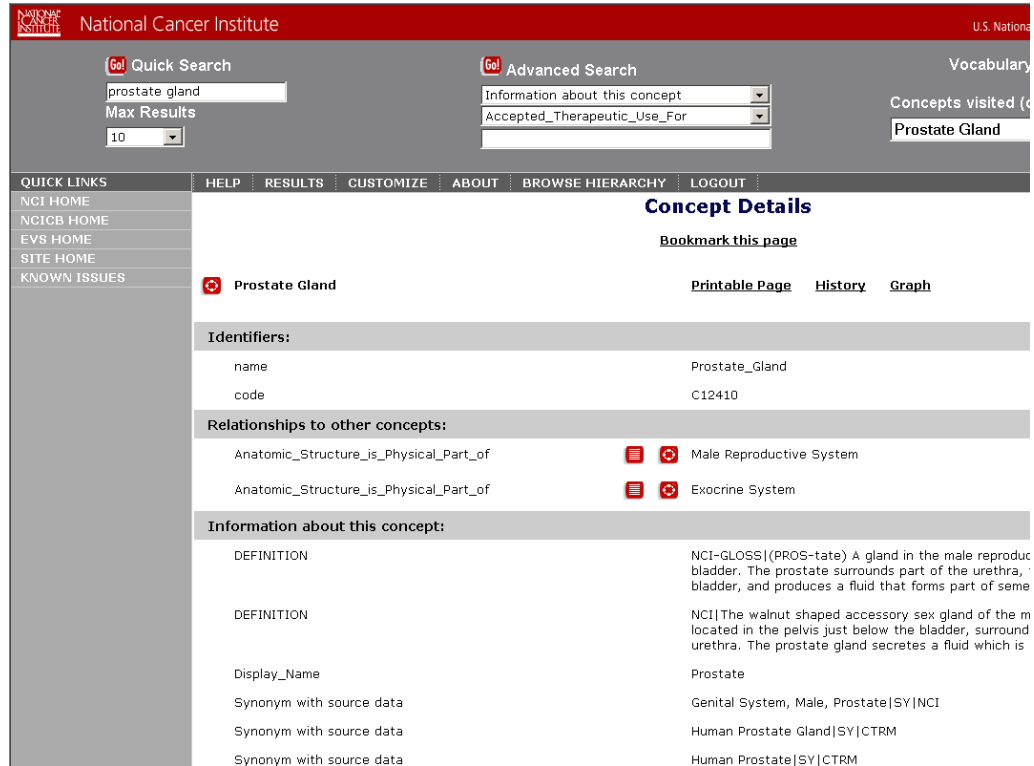 NATIONAL CANCER INSTITUTE National Cancer Institute U.S. Nationa
Go! Quick Search Go! Advanced Search Vocabulary
prostate gland Information about this concept
Max Results Accepted_Therapeutic_Use_For Concepts visited (
10 Prostate Gland
QUICK LINKS HELP RESULTS CUSTOMIZE ABOUT BROWSE HIERARCHY LOGOUT
NCI HOME
NCICB HOME
EVS HOME
SITE HOME
KNOWN ISSUES
Concept Details
Bookmark this page
Prostate Gland Printable Page History Graph
Identifiers:
name Prostate_Gland
code C12410
Relationships to other concepts:
Anatomic_Structure_is_Physical_Part_of Male Reproductive System
Anatomic_Structure_is_Physical_Part_of Exocrine System
Information about this concept:
DEFINITION NCI-GLOSS|(PROS-tate) A gland in the male reproduc
bladder. The prostate surrounds part of the urethra,
bladder, and produces a fluid that forms part of seme
DEFINITION NCI|The walnut shaped accessory sex gland of the m
located in the pelvis just below the bladder, surround
urethra. The prostate gland secretes a fluid which is
Display_Name Prostate
Synonym with source data Genital System, Male, Prostate|SY|NCI
Synonym with source data Human Prostate Gland|SY|CTRM
Synonym with source data Human Prostate|SY|CTRM